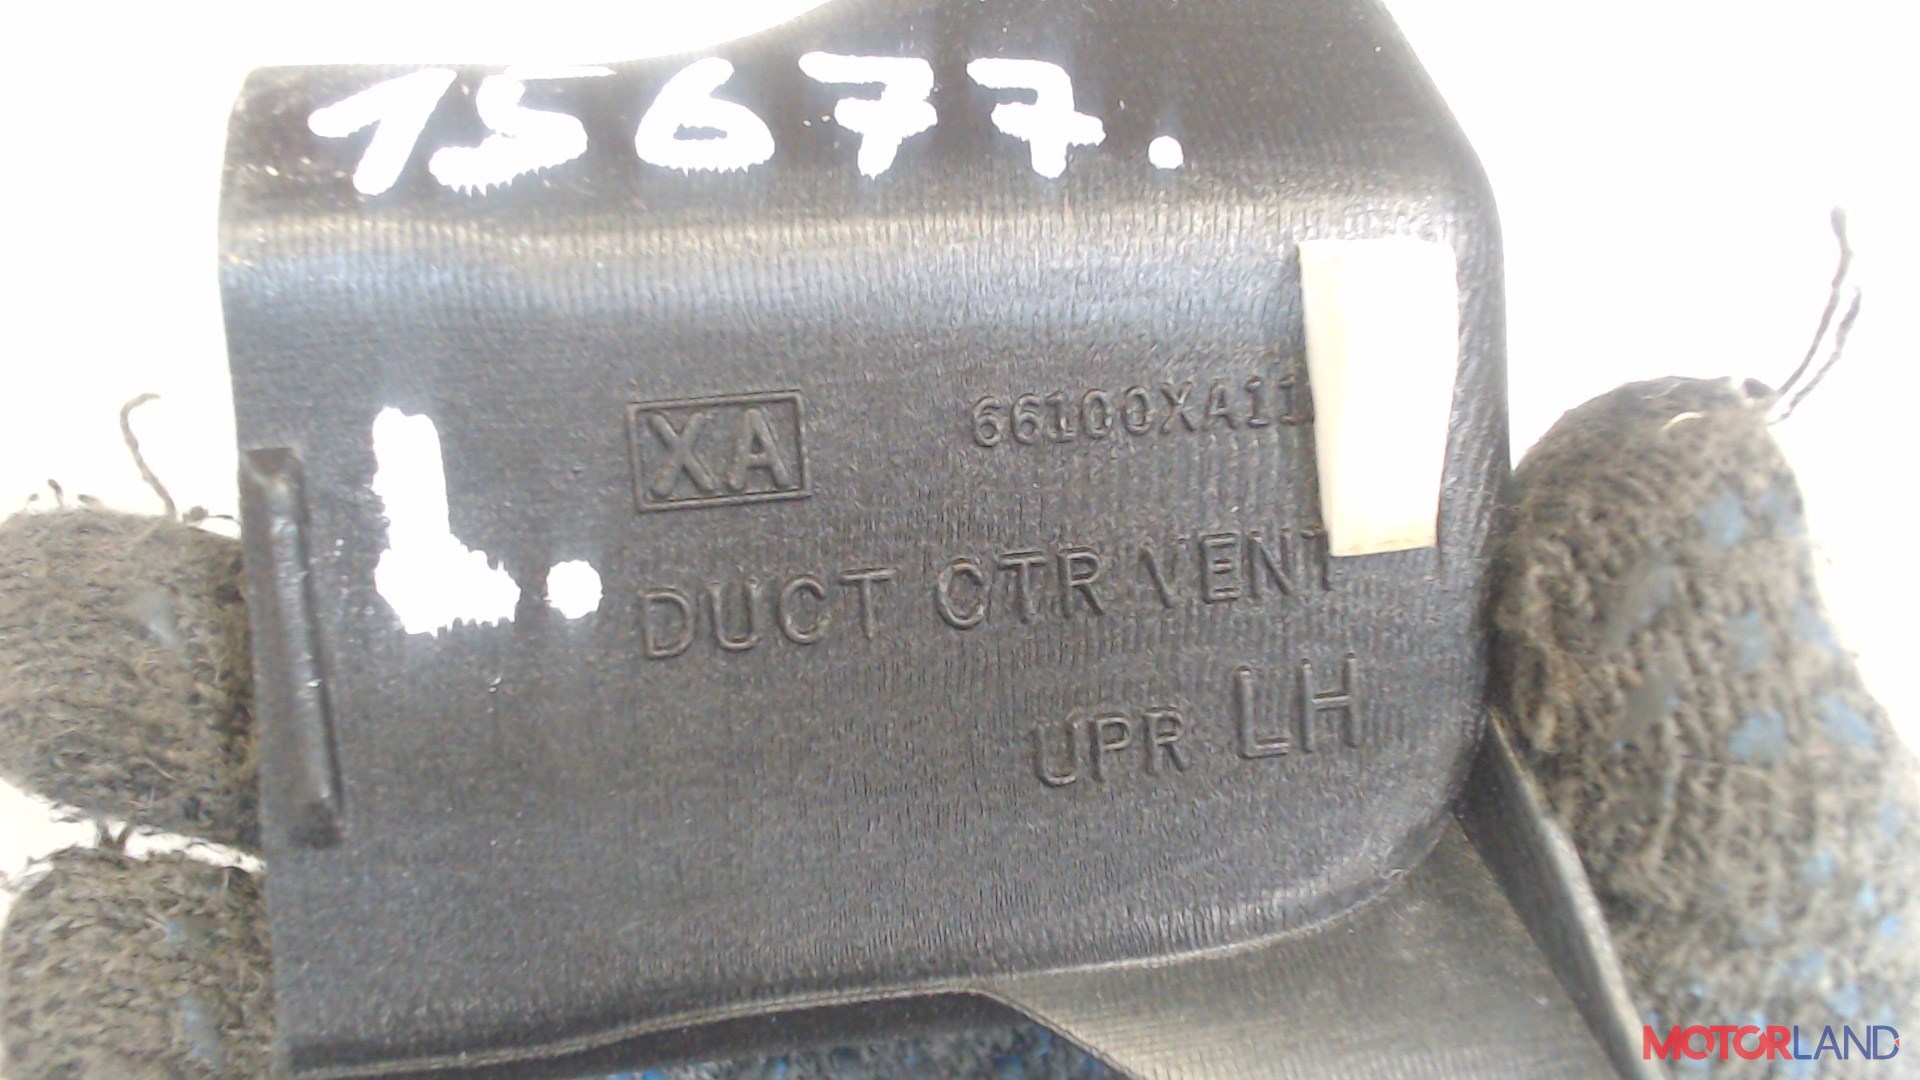 15677.
L.
XA
66100XA11
DUCT CTR VENT
UPR LH
MOTORLAND